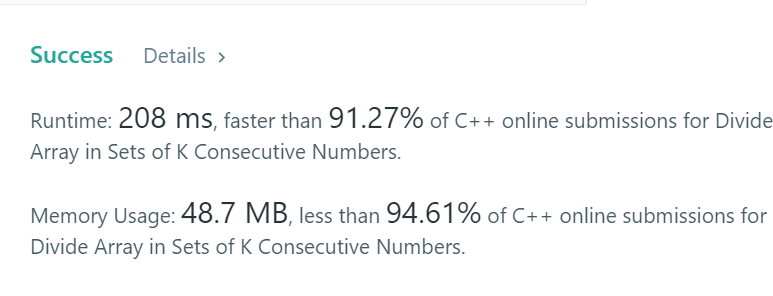 Success Details >
Runtime: 208 ms, faster than 91.27% of C++ online submissions for Divide
Array in Sets of K Consecutive Numbers.
Memory Usage: 48.7 MB, less than 94.61% of C++ online submissions for
Divide Array in Sets of K Consecutive Numbers.